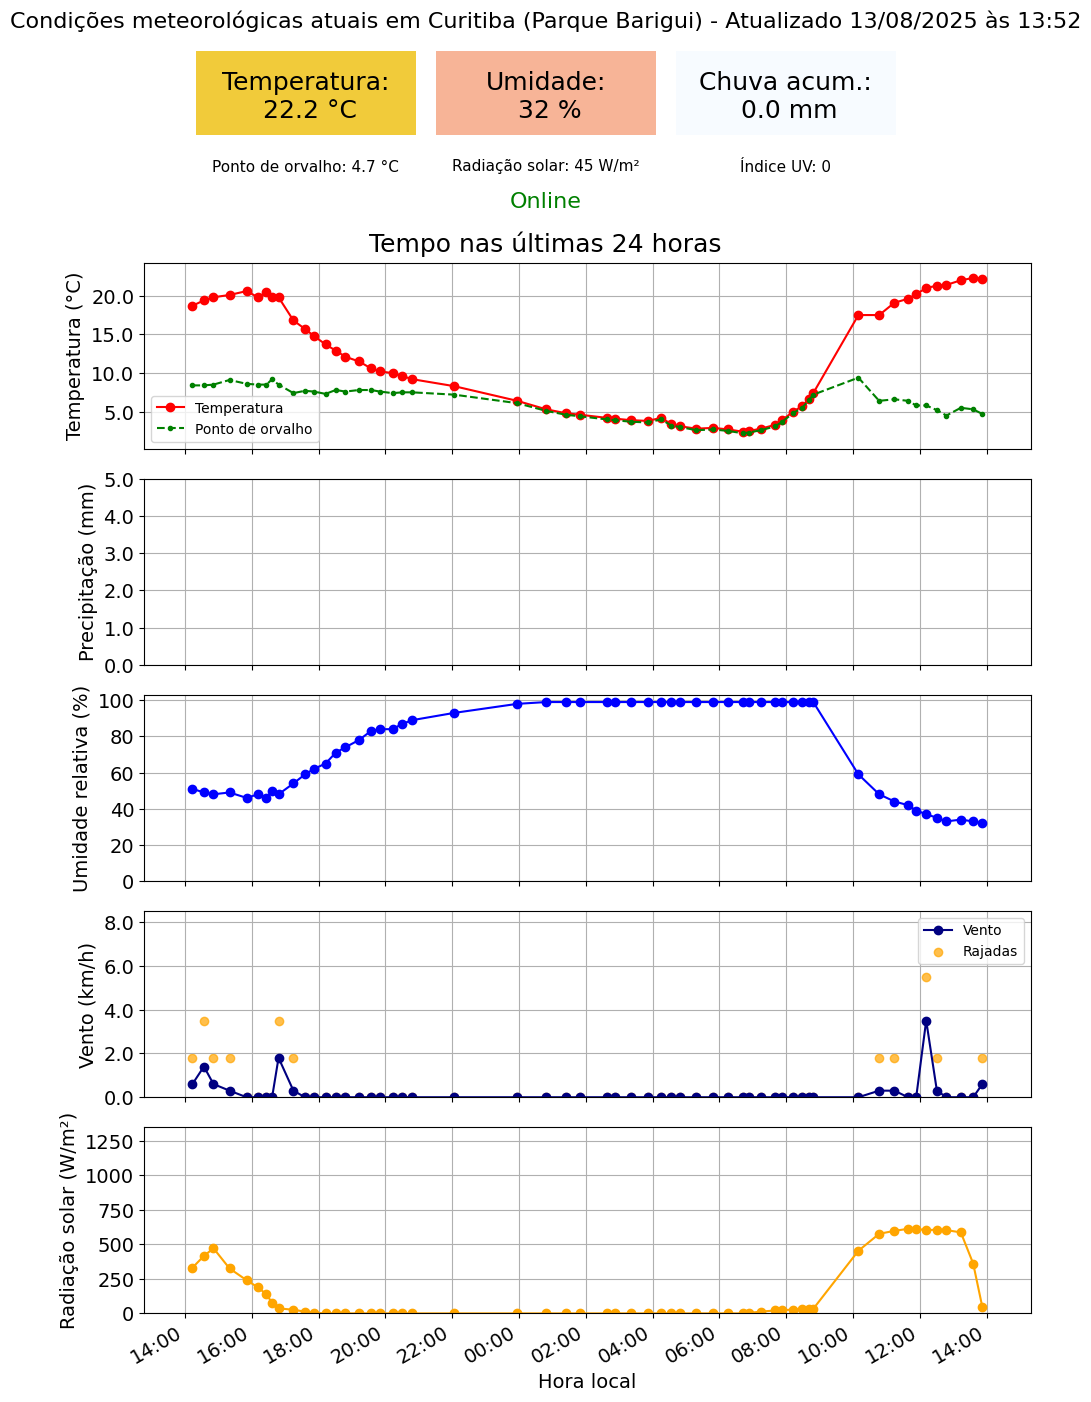 Condições meteorológicas atuais em Curitiba (Parque Barigui) - Atualizado 13/08/2025 às 13:52
Temperatura:
22.2 °C
Umidade:
32 %
Chuva acum.:
0.0 mm
Ponto de orvalho: 4.7 °C
Radiação solar: 45 W/m²
Índice UV: 0
Online
Tempo nas últimas 24 horas
Temperatura (°C)
20.0
15.0
10.0
5.0
Temperatura
Ponto de orvalho
Precipitação (mm)
5.0
4.0
3.0
2.0
1.0
0.0
Umidade relativa (%)
100
80
60
40
20
0
Vento (km/h)
8.0
6.0
4.0
2.0
0.0
Vento
Rajadas
Radiação solar (W/m²)
1250
1000
750
500
250
0
14:00
16:00
18:00
20:00
22:00
00:00
02:00
04:00
06:00
08:00
10:00
12:00
14:00
Hora local